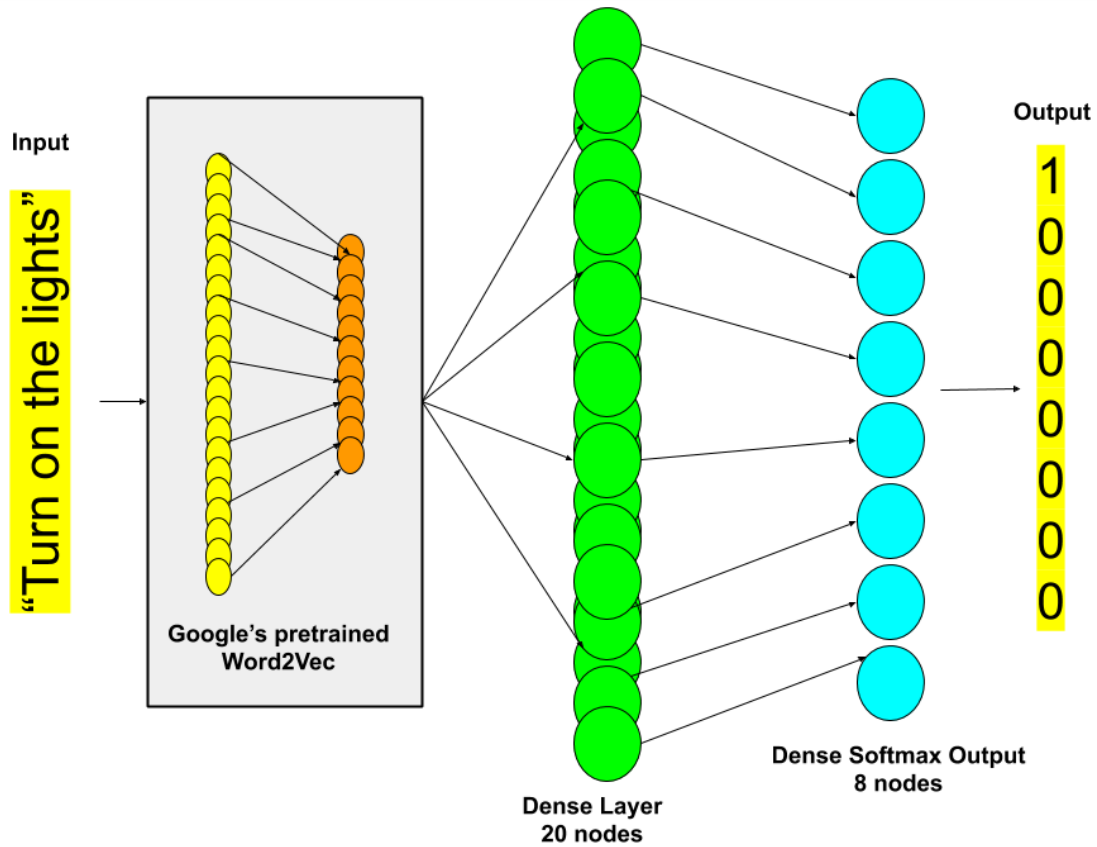 Input
“Turn on the lights”
Google’s pretrained
Word2Vec
Dense Layer
20 nodes
Dense Softmax Output
8 nodes
Output
1
0
0
0
0
0
0
0